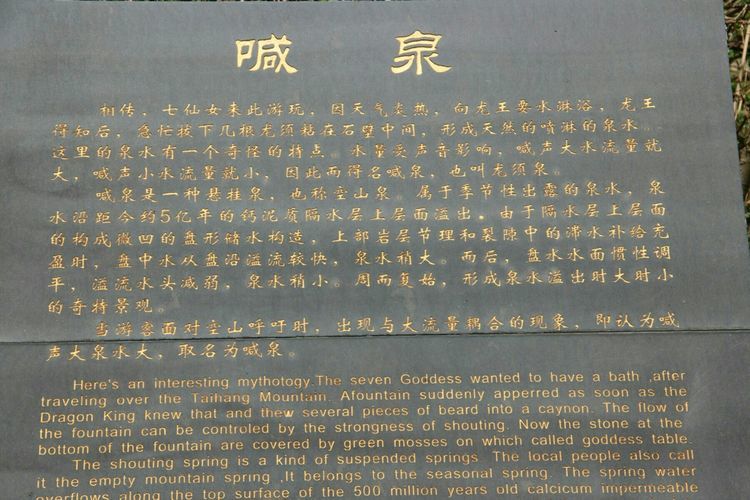 喊泉
相传，七仙女来此游玩，因天气炎热，向龙王要水淋浴，龙王
得知后，急忙拔下几根龙须粘在石壁中间，形成天然的喷淋的泉水。
这里的泉水有一个奇怪的特点。水量受声音影响，喊声大水流量就
大，喊声小水流量就小，因此而得名喊泉，也叫龙须泉。
喊泉是一种悬挂泉，也称空山泉。属于季节性出露的泉水，泉
水沿距今约5亿年的钙泥质隔水层上层面溢出，由于隔水层上层面
的构成微凹的盘形储水构造，上部岩层节理和裂隙中的滞水补给充
盈时，盘中水从盘沿溢流较快，泉水稍大。而后，盘水水面惯性调
平，溢流水头减弱，泉水稍小。周而复始，形成泉水溢出时大时小
的奇特景观。
当游客面对空山呼吁时，出现与大流量耦合的现象，即认为喊
声大泉水大，取名为喊泉。
Here's an interesting mythotogy.The seven Goddess wanted to have a bath ,after
traveling over the Taihang Mountain. Afountain suddenly apperred as soon as the
Dragon King knew that and thew several pieces of beard into a caynon. The flow of
the fountain can be controled by the strongness of shouting. Now the stone at the
bottom of the fountain are covered by green mosses on which called goddess table.
The shouting spring is a kind of suspended springs. The local people also call
it the empty mountain spring ,It belongs to the seasonal spring. The spring water
overflows along the top surface of the 500 million years old calcicum impermeable